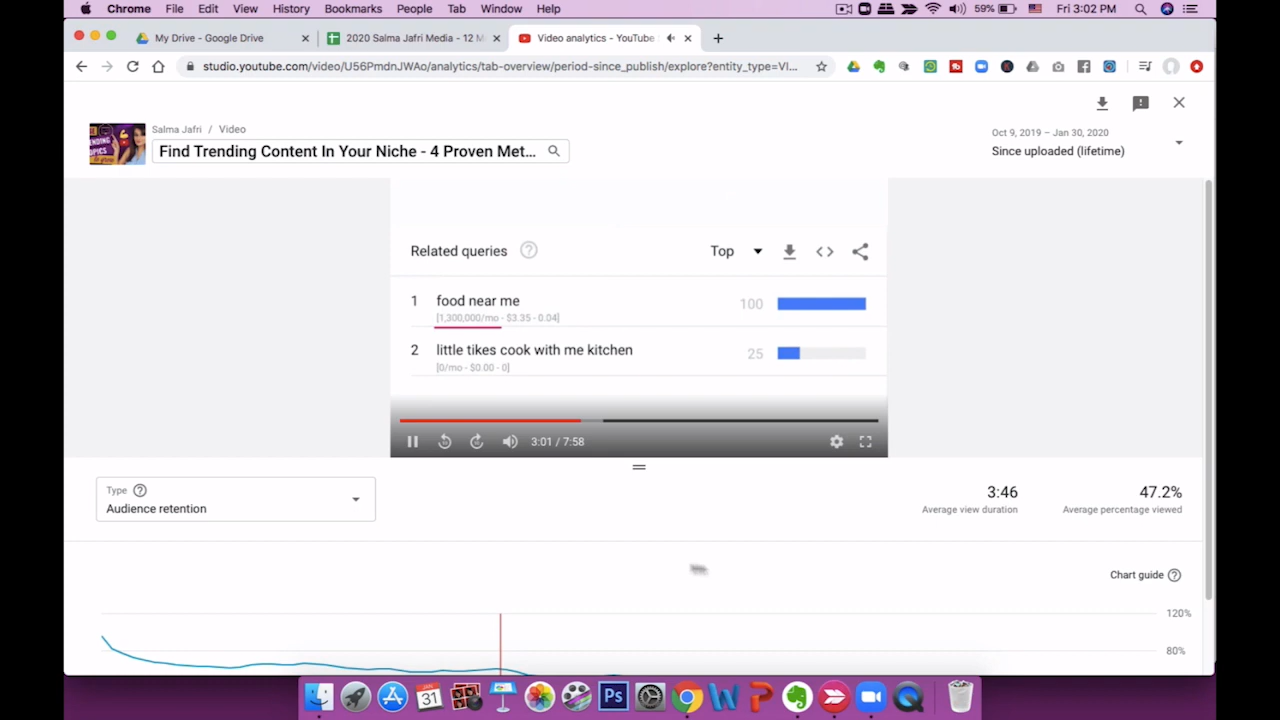 Chrome File Edit View History Bookmarks People Tab Window Help 59% Fri 3:02 PM
My Drive - Google Drive 2020 Salma Jafri Media - 12 M Video analytics - YouTube
studio.youtube.com/video/U56PmdnJWAo/analytics/tab-overview/period-since_publish/explore?entity_type=VI...
Salma Jafri / Video
Find Trending Content In Your Niche - 4 Proven Met...
Oct 9, 2019 – Jan 30, 2020
Since uploaded (lifetime)
Related queries ? Top
1 food near me 100
[1,300,000/mo - $3.35 - 0.04]
2 little tikes cook with me kitchen 25
[0/mo - $0.00 - 0]
3:01 / 7:58
Type ?
Audience retention
3:46 47.2%
Average view duration Average percentage viewed
Chart guide ?
120%
80%
JAN
31
Ps